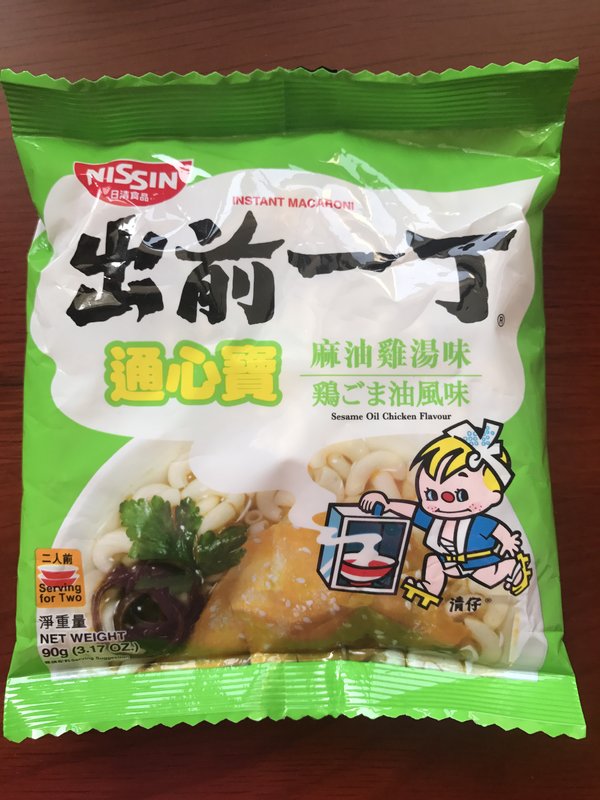 NISSIN
日清食品
INSTANT MACARONI
出前一丁
®
通心寶
麻油雞湯味
鶏ごま油風味
Sesame Oil Chicken Flavour
二人前
Serving
for Two
淨重量
NET WEIGHT
90g (3.17 OZ.)
Serving Suggestion
清仔®